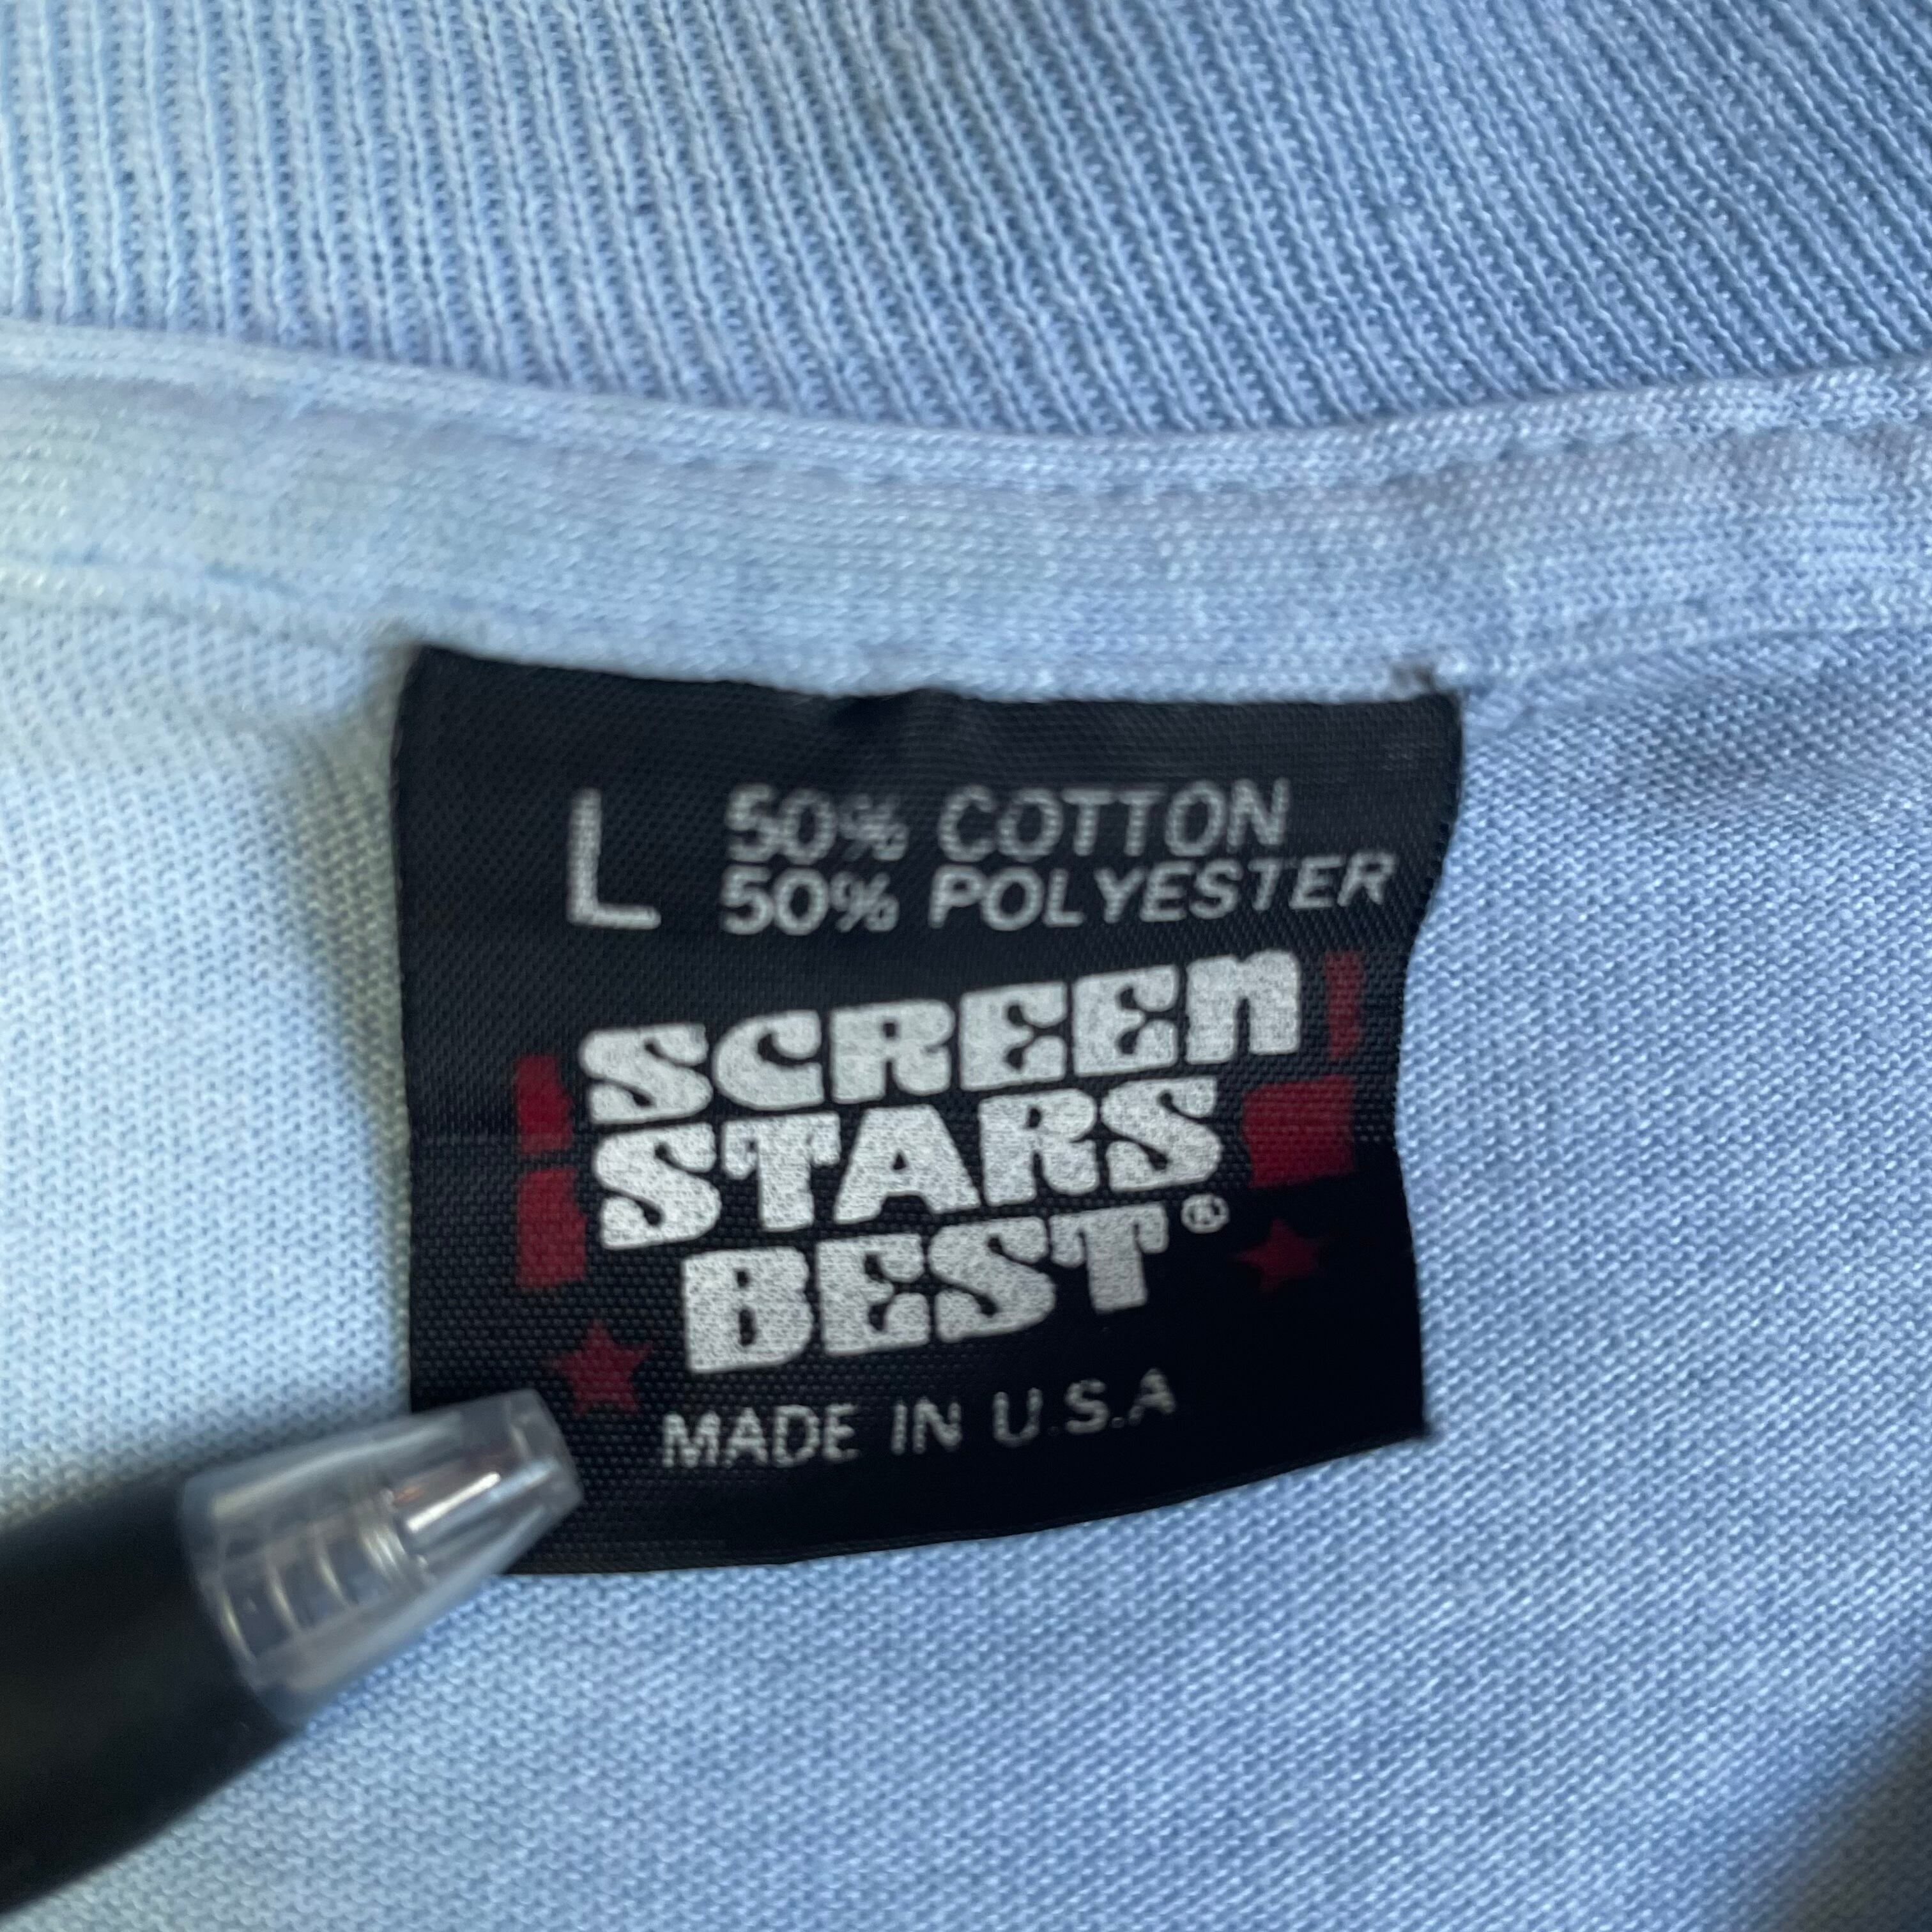 L 50% COTTON
50% POLYESTER
SCREEN
STARS
BEST®
MADE IN U.S.A